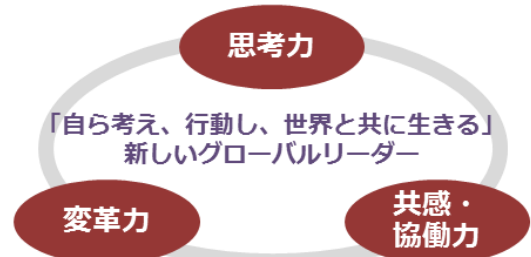 思考力
「自ら考え、行動し、世界と共に生きる」
新しいグローバルリーダー
変革力
共感・
協働力